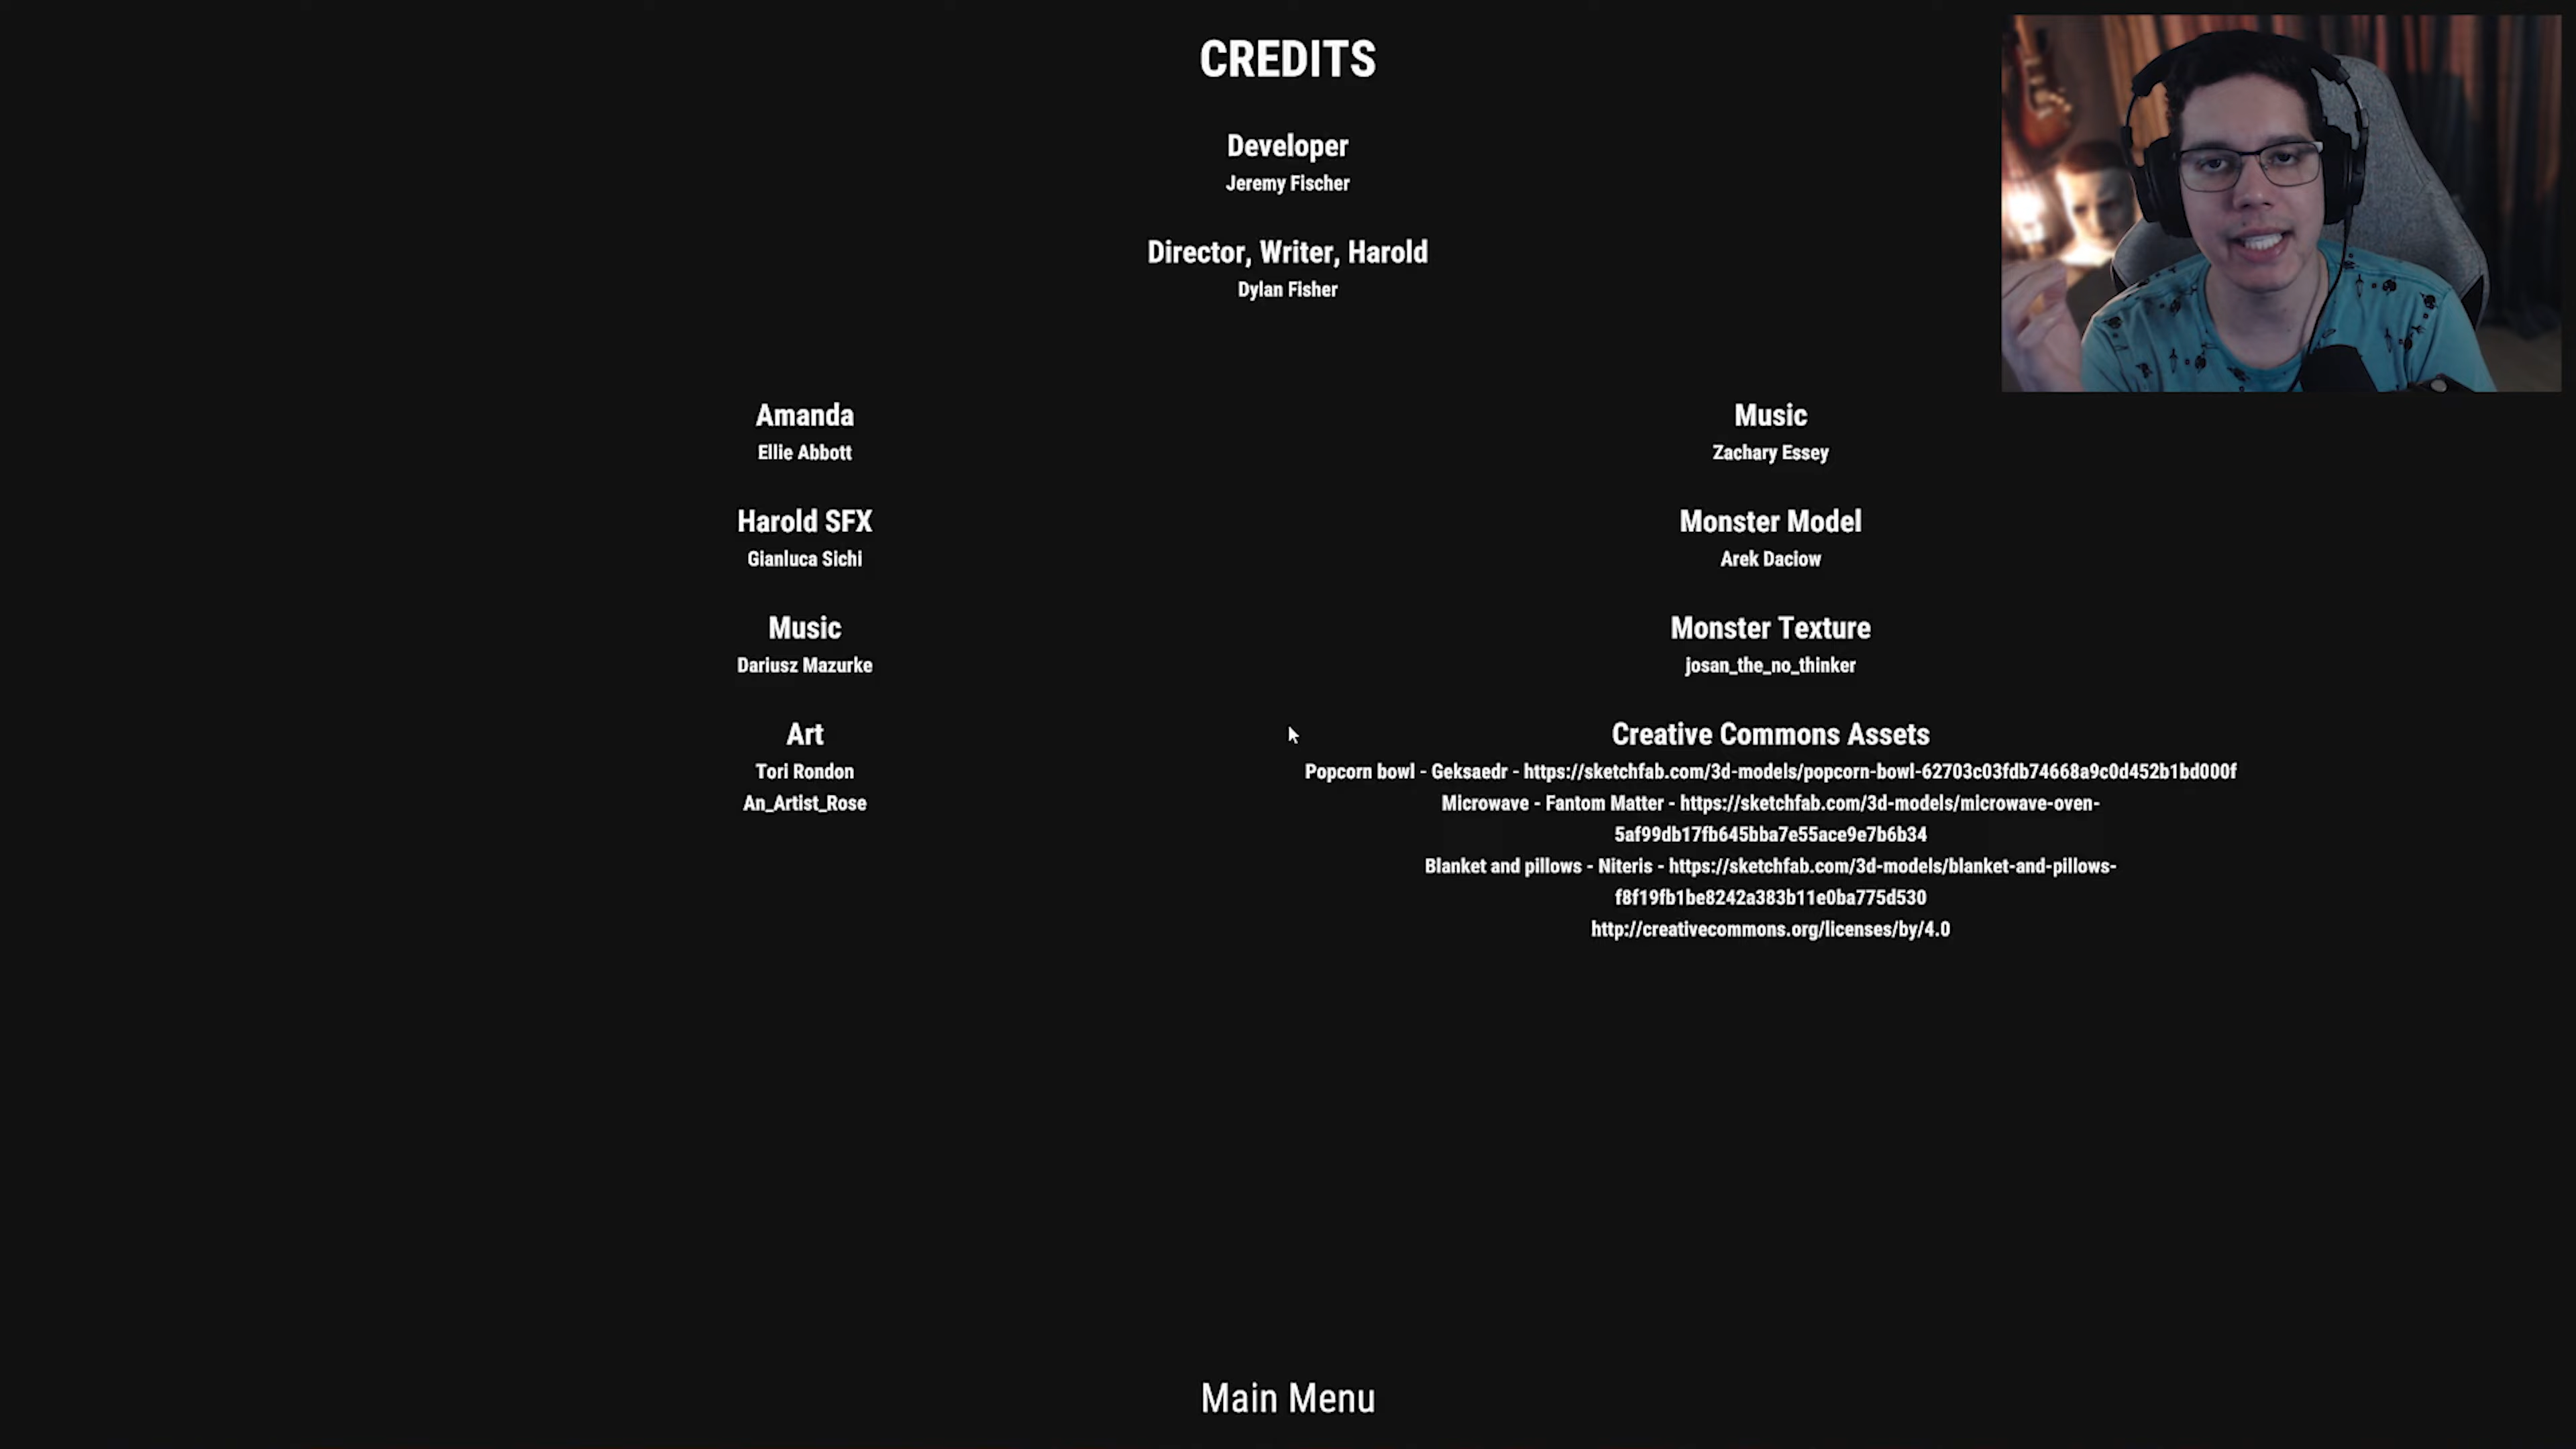 CREDITS
Developer
Jeremy Fischer
Director, Writer, Harold
Dylan Fisher
Amanda
Ellie Abbott
Harold SFX
Gianluca Sichi
Music
Dariusz Mazurke
Art
Tori Rondon
An_Artist_Rose
Music
Zachary Essey
Monster Model
Arek Daciow
Monster Texture
josan_the_no_thinker
Creative Commons Assets
Popcorn bowl - Geksaedr - https://sketchfab.com/3d-models/popcorn-bowl-62703c03fdb74668a9c0d452b1bd000f
Microwave - Fantom Matter - https://sketchfab.com/3d-models/microwave-oven-
5af99db17fb645bba7e55ace9e7b6b34
Blanket and pillows - Niteris - https://sketchfab.com/3d-models/blanket-and-pillows-
f8f19fb1be8242a383b11e0ba775d530
http://creativecommons.org/licenses/by/4.0
Main Menu